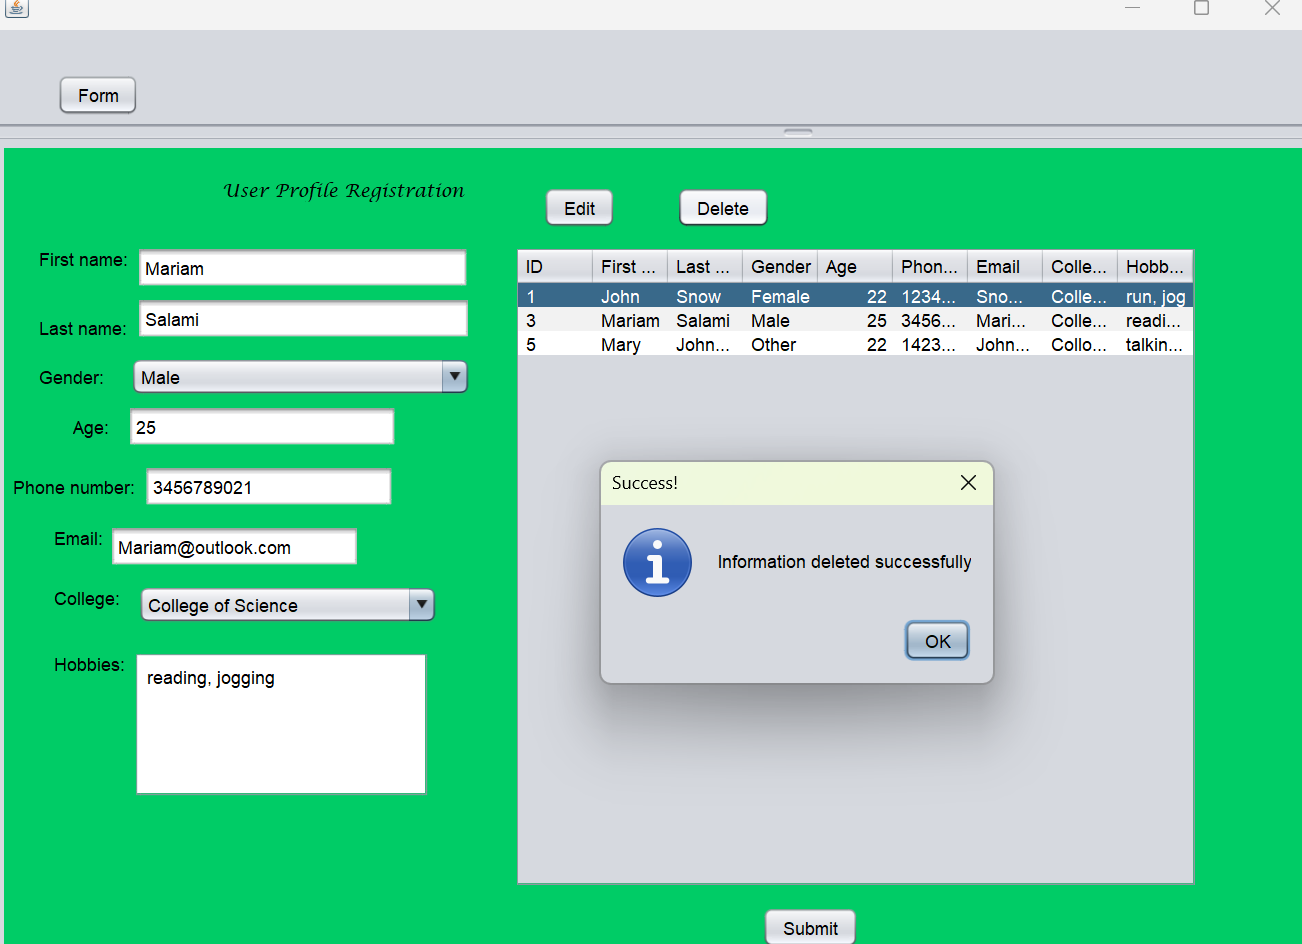 Form
User Profile Registration
Edit
Delete
First name:
Mariam
Last name:
Salami
Gender:
Male
Age:
25
Phone number:
3456789021
Email:
Mariam@outlook.com
College:
College of Science
Hobbies:
reading, jogging
ID First ... Last ... Gender Age Phon... Email Colle... Hobb...
1 John Snow Female 22 1234... Sno... Colle... run, jog
3 Mariam Salami Male 25 3456... Mari... Colle... readi...
5 Mary John... Other 22 1423... John... Collo... talkin...
Success!
Information deleted successfully
OK
Submit